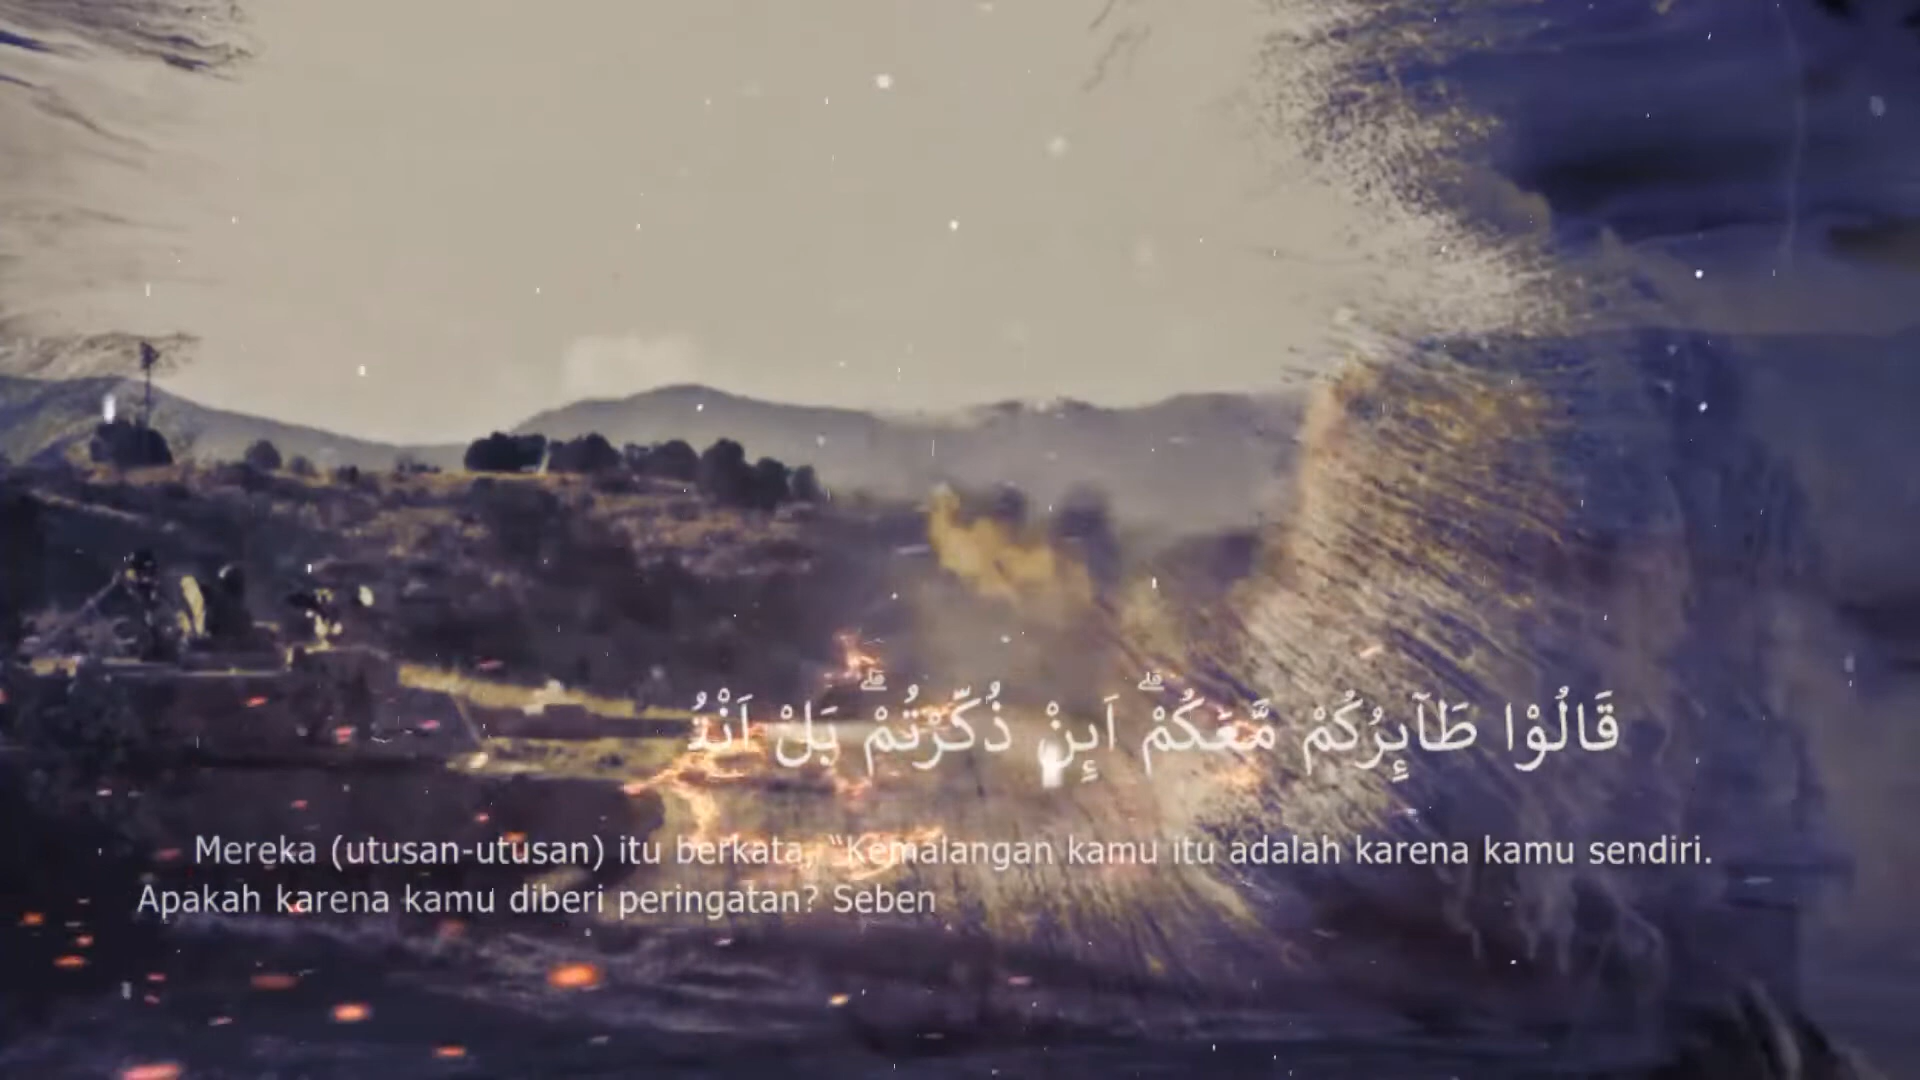 قَالُوْا طَاۤىِٕرُكُمْ مَّعَكُمْۗ اَىِٕنْ ذُكِّرْتُمْۗ بَلْ اَنْتُ
Mereka (utusan-utusan) itu berkata, “Kemalangan kamu itu adalah karena kamu sendiri.
Apakah karena kamu diberi peringatan? Seben